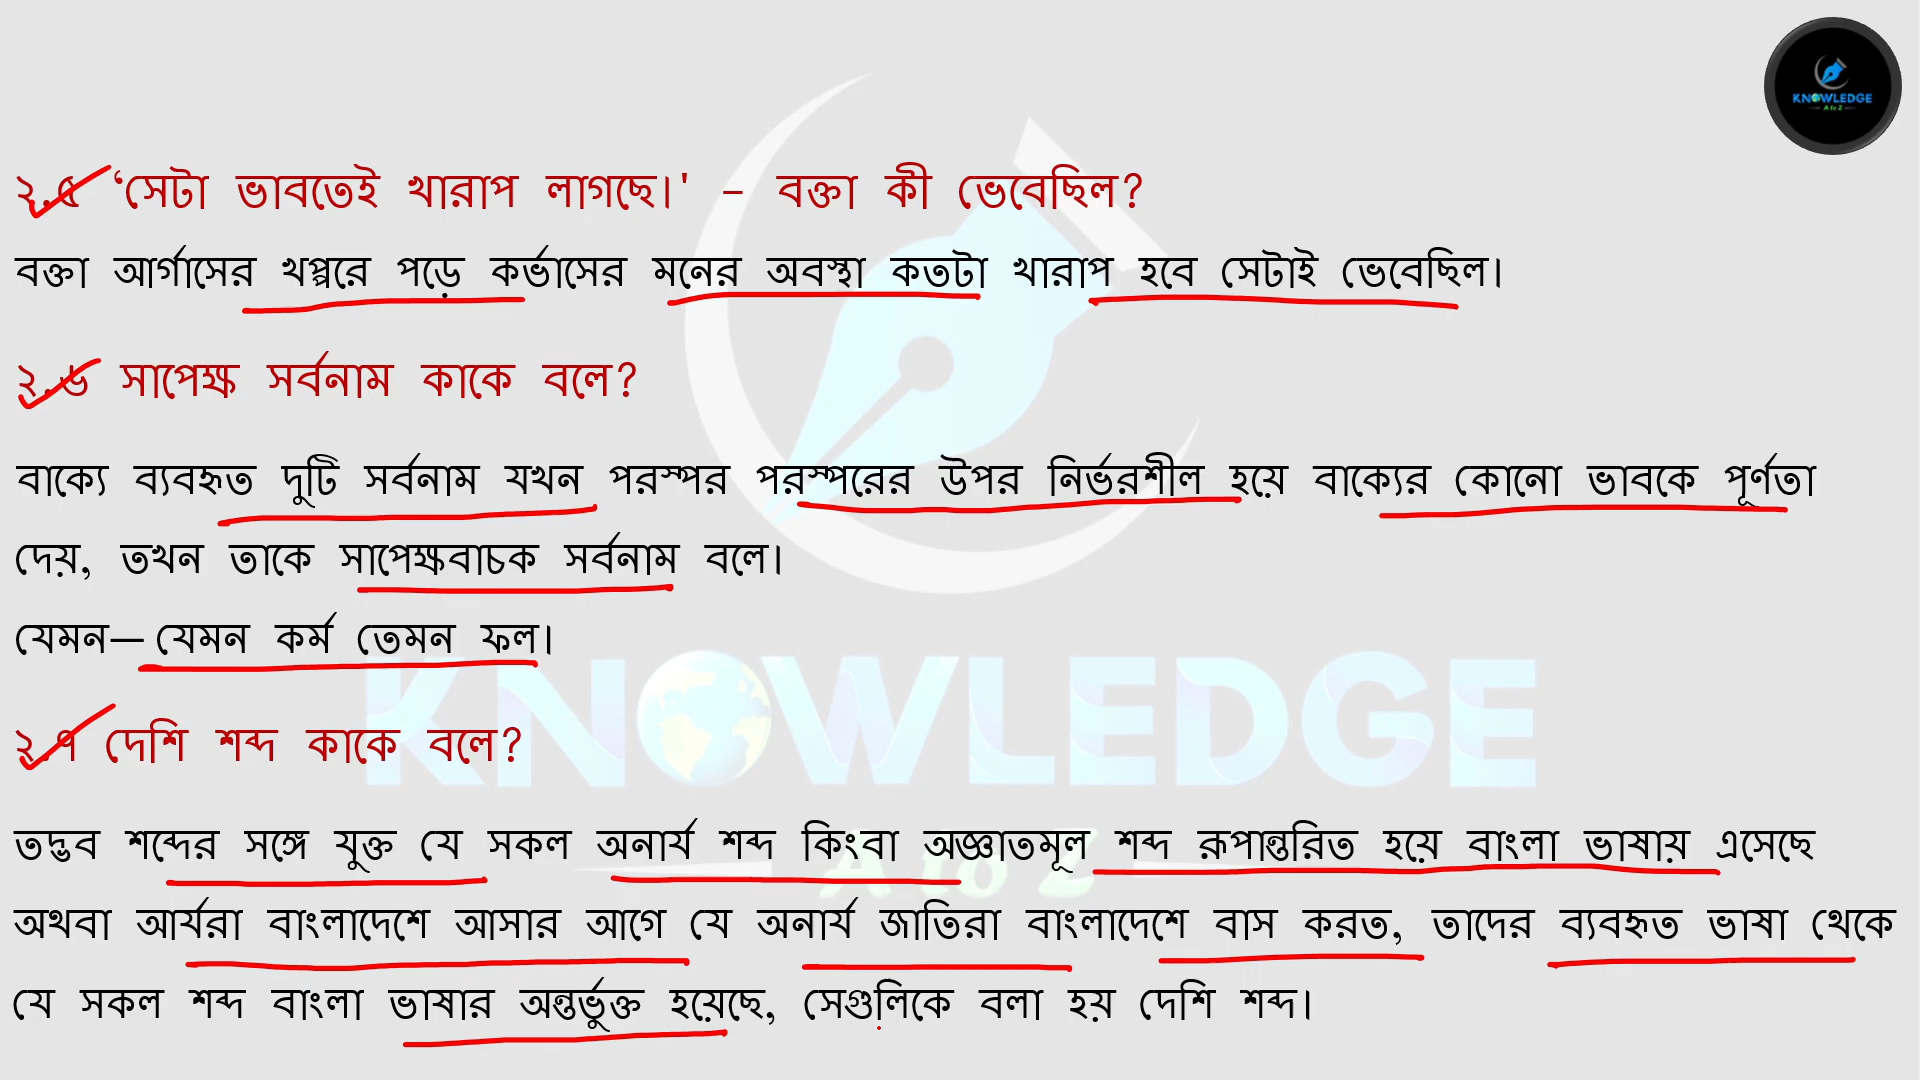 KNOWLEDGE
A to Z
২.৫ ‘সেটা ভাবতেই খারাপ লাগছে।' – বক্তা কী ভেবেছিল?
বক্তা আর্গাসের খপ্পরে পড়ে কর্ভাসের মনের অবস্থা কতটা খারাপ হবে সেটাই ভেবেছিল।
২.৬ সাপেক্ষ সর্বনাম কাকে বলে?
বাক্যে ব্যবহৃত দুটি সর্বনাম যখন পরস্পর পরস্পরের উপর নির্ভরশীল হয়ে বাক্যের কোনো ভাবকে পূর্ণতা
দেয়, তখন তাকে সাপেক্ষবাচক সর্বনাম বলে।
যেমন— যেমন কর্ম তেমন ফল।
KNOWLEDGE
২.৭ দেশি শব্দ কাকে বলে?
তদ্ভব শব্দের সঙ্গে যুক্ত যে সকল অনার্য শব্দ কিংবা অজ্ঞাতমূল শব্দ রূপান্তরিত হয়ে বাংলা ভাষায় এসেছে
A to Z
অথবা আর্যরা বাংলাদেশে আসার আগে যে অনার্য জাতিরা বাংলাদেশে বাস করত, তাদের ব্যবহৃত ভাষা থেকে
যে সকল শব্দ বাংলা ভাষার অন্তর্ভুক্ত হয়েছে, সেগুলিকে বলা হয় দেশি শব্দ।